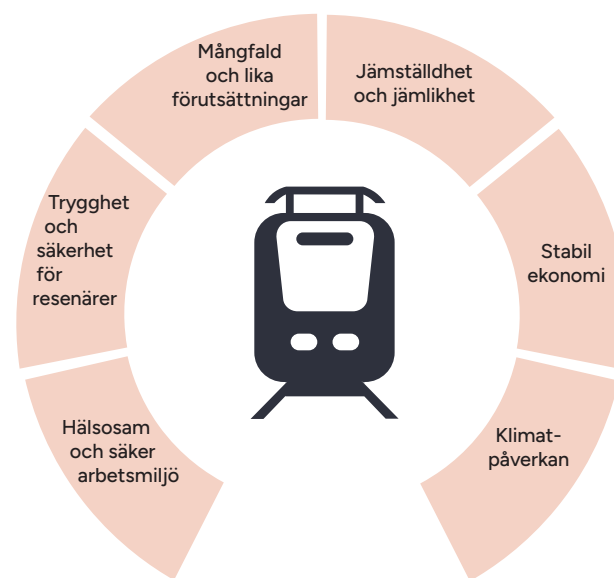 Mångfald
och lika
förutsättningar
Jämställdhet
och jämlikhet
Trygghet
och
säkerhet
för
resenärer
Stabil
ekonomi
Hälsosam
och säker
arbetsmiljö
Klimat-
påverkan